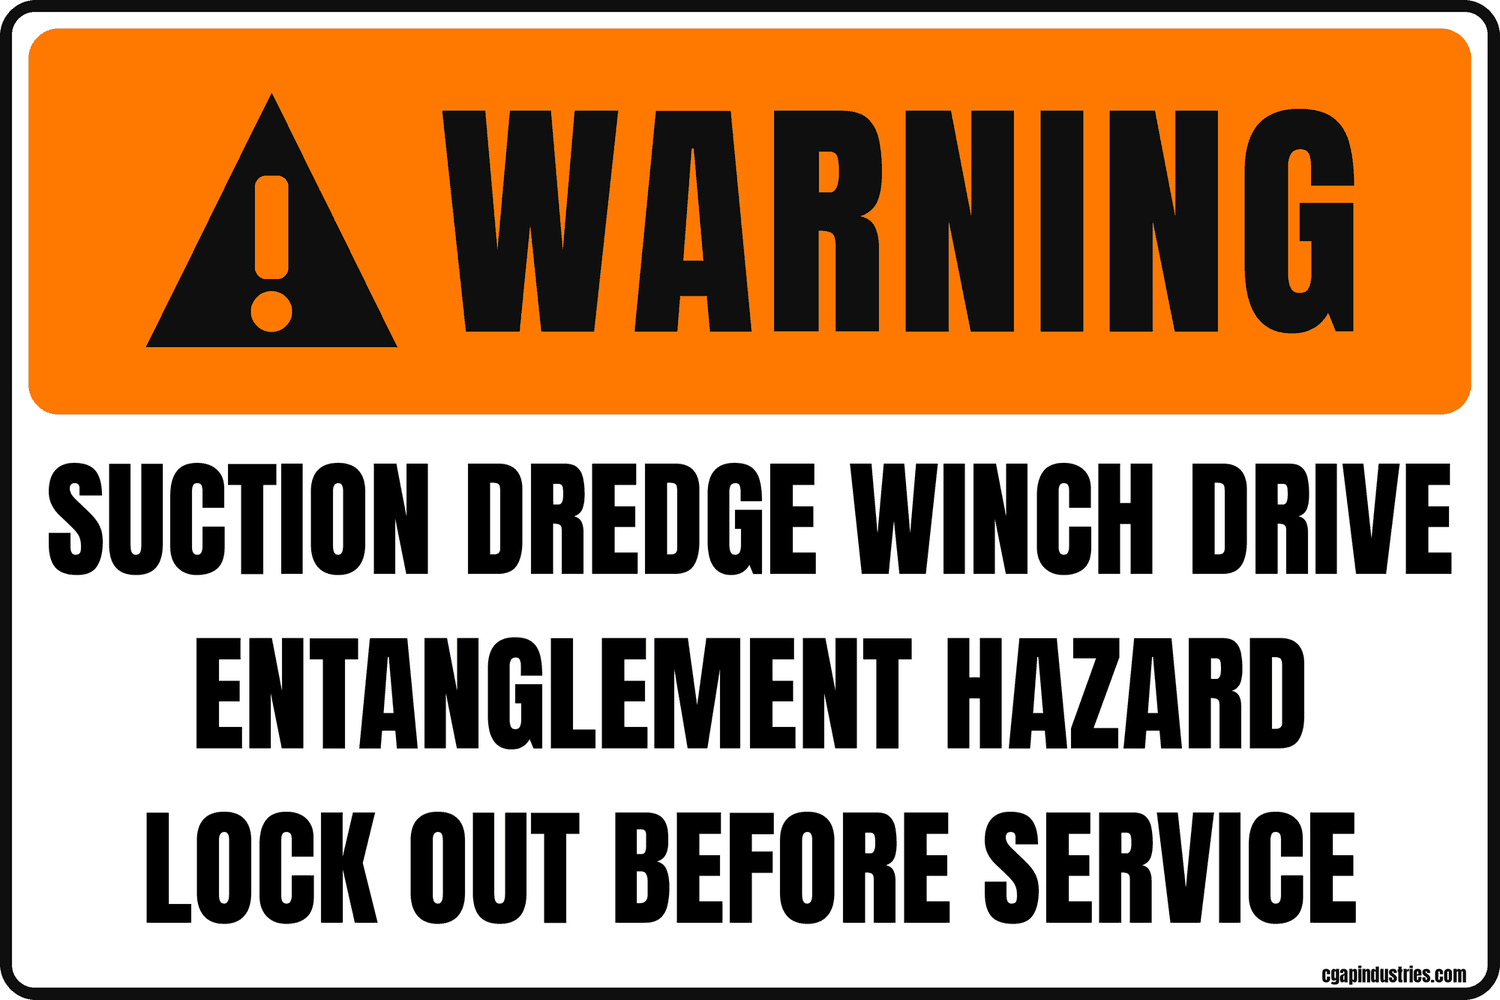 WARNING
SUCTION DREDGE WINCH DRIVE
ENTANGLEMENT HAZARD
LOCK OUT BEFORE SERVICE
cgapindustries.com